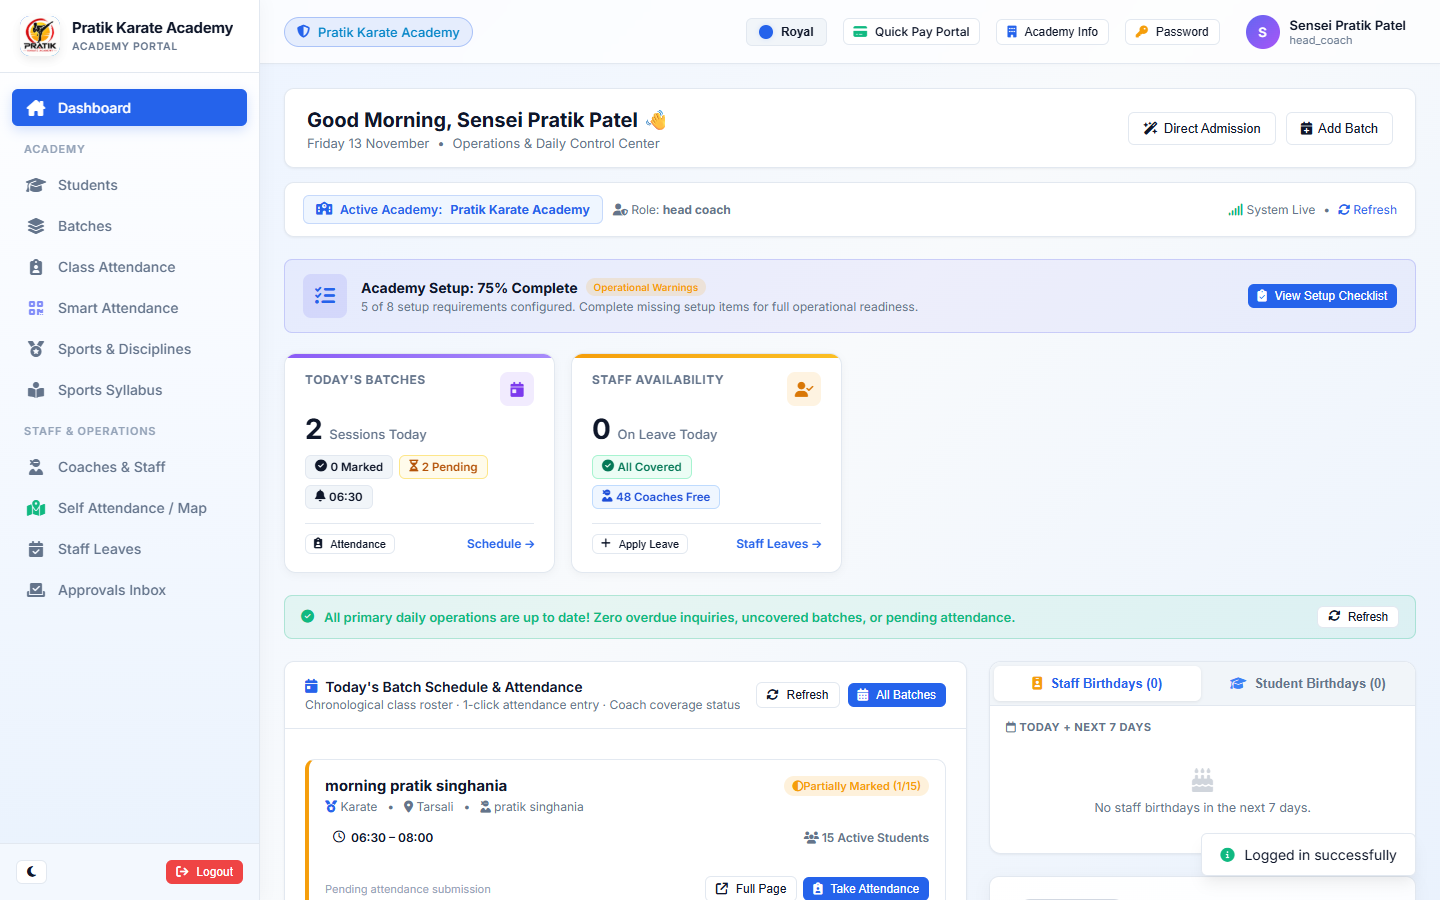 PRATIK
Pratik Karate Academy
ACADEMY PORTAL
Dashboard
ACADEMY
Students
Batches
Class Attendance
Smart Attendance
Sports & Disciplines
Sports Syllabus
STAFF & OPERATIONS
Coaches & Staff
Self Attendance / Map
Staff Leaves
Approvals Inbox
Logout
Pratik Karate Academy
Royal
Quick Pay Portal
Academy Info
Password
S
Sensei Pratik Patel
head_coach
Good Morning, Sensei Pratik Patel 👋
Friday 13 November • Operations & Daily Control Center
Direct Admission
Add Batch
Active Academy: Pratik Karate Academy
Role: head coach
System Live • Refresh
Academy Setup: 75% Complete Operational Warnings
5 of 8 setup requirements configured. Complete missing setup items for full operational readiness.
View Setup Checklist
TODAY'S BATCHES
2 Sessions Today
0 Marked
2 Pending
06:30
Attendance
Schedule →
STAFF AVAILABILITY
0 On Leave Today
All Covered
48 Coaches Free
+ Apply Leave
Staff Leaves →
All primary daily operations are up to date! Zero overdue inquiries, uncovered batches, or pending attendance.
Refresh
Today's Batch Schedule & Attendance
Chronological class roster · 1-click attendance entry · Coach coverage status
Refresh
All Batches
morning pratik singhania
Partially Marked (1/15)
Karate • Tarsali • pratik singhania
06:30 – 08:00
15 Active Students
Pending attendance submission
Full Page
Take Attendance
Staff Birthdays (0)
Student Birthdays (0)
TODAY + NEXT 7 DAYS
No staff birthdays in the next 7 days.
Logged in successfully